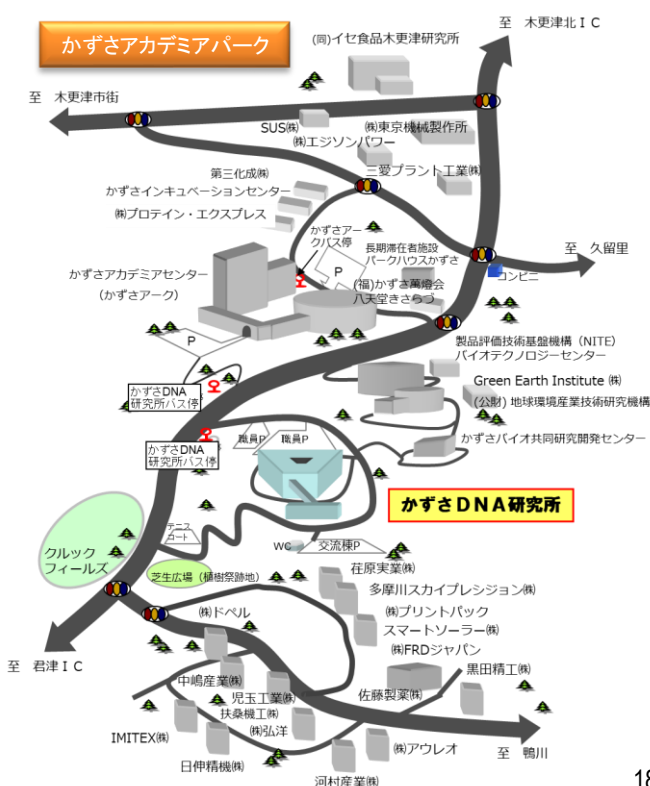 かずさアカデミアパーク
至 木更津北IC
(同)イセ食品木更津研究所
至 木更津市街
SUS㈱
㈱東京機械製作所
㈱エジソンパワー
三愛プラント工業㈱
第三化成㈱
かずさインキュベーションセンター
㈱プロテイン・エクスプレス
かずさアー
クバス停
長期滞在者施設
パークハウスかずさ
至 久留里
コンビニ
P
かずさアカデミアセンター
(かずさアーク)
(福)かずさ萬燈会
八天堂きさらづ
P
製品評価技術基盤機構(NITE)
バイオテクノロジーセンター
Green Earth Institute ㈱
(公財) 地球環境産業技術研究機構
かずさDNA
研究所バス停
かずさバイオ共同研究開発センター
かずさDNA
研究所バス停
職員P
職員P
かずさDNA研究所
テニス
コート
WC
交流棟P
クルック
フィールズ
芝生広場(植樹祭跡地)
荏原実業㈱
多摩川スカイプレシジョン㈱
㈱プリントパック
スマートソーラー㈱
㈱FRDジャパン
㈱ドペル
至 君津IC
中嶋産業㈱
児玉工業㈱
佐藤製薬㈱
黒田精工㈱
扶桑機工㈱
㈱弘洋
IMITEX㈱
日伸精機㈱
㈱アウレオ
至 鴨川
河村産業㈱
18